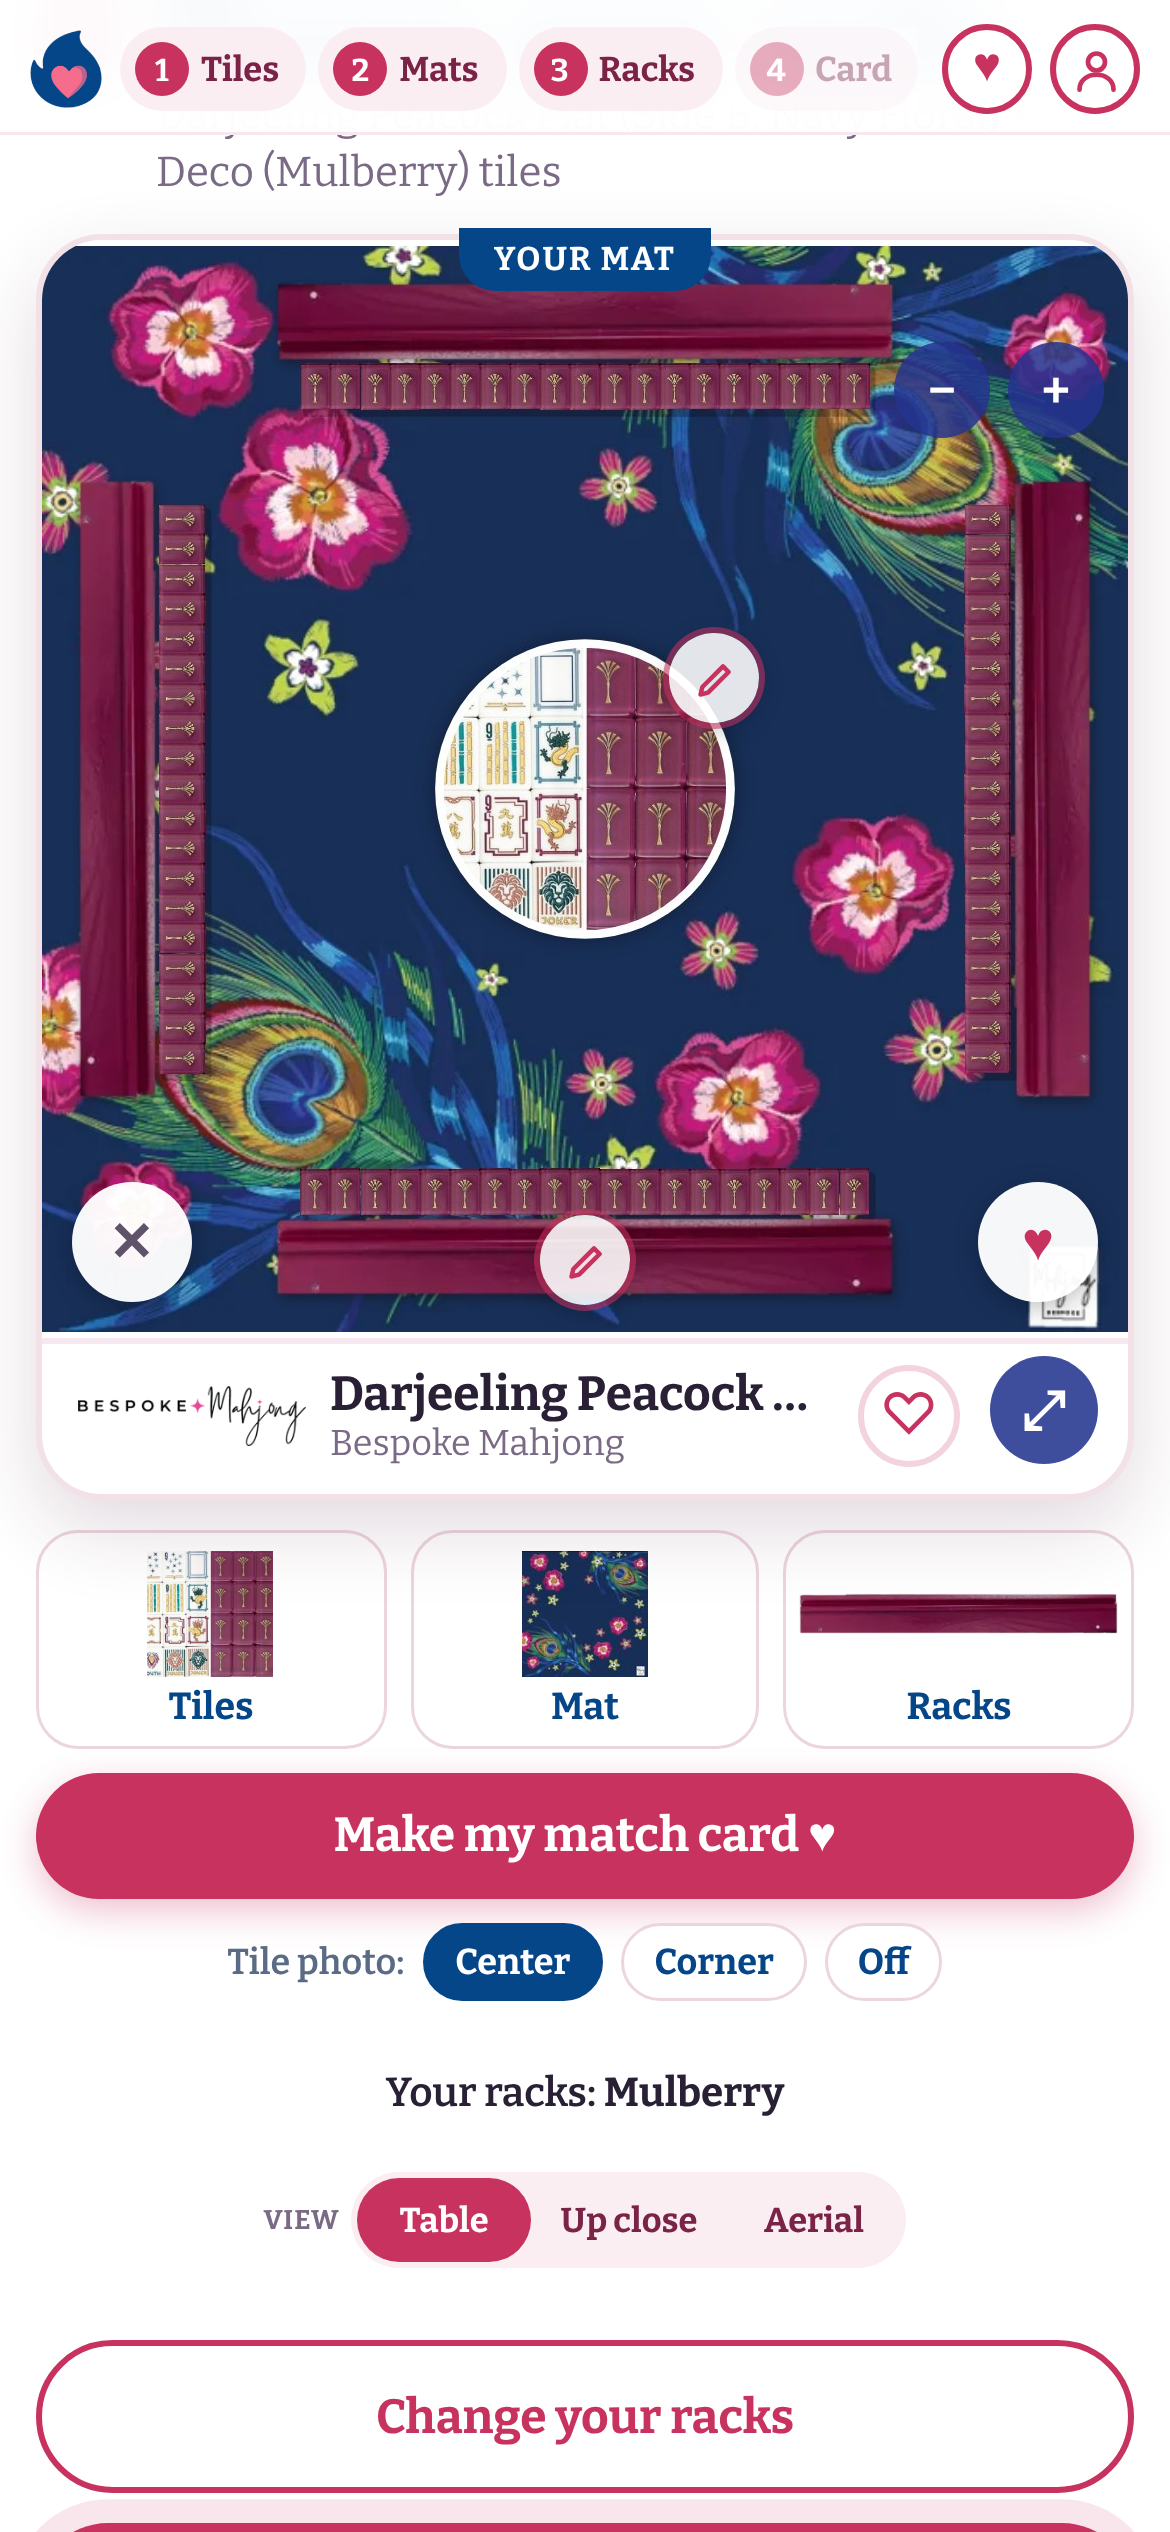 1 Tiles
2 Mats
3 Racks
4 Card
Deco (Mulberry) tiles
YOUR MAT
JOKER
BESPOKE Mahjong
Darjeeling Peacock ...
Bespoke Mahjong
Tiles
Mat
Racks
Make my match card ♥
Tile photo:
Center
Corner
Off
Your racks: Mulberry
VIEW
Table
Up close
Aerial
Change your racks